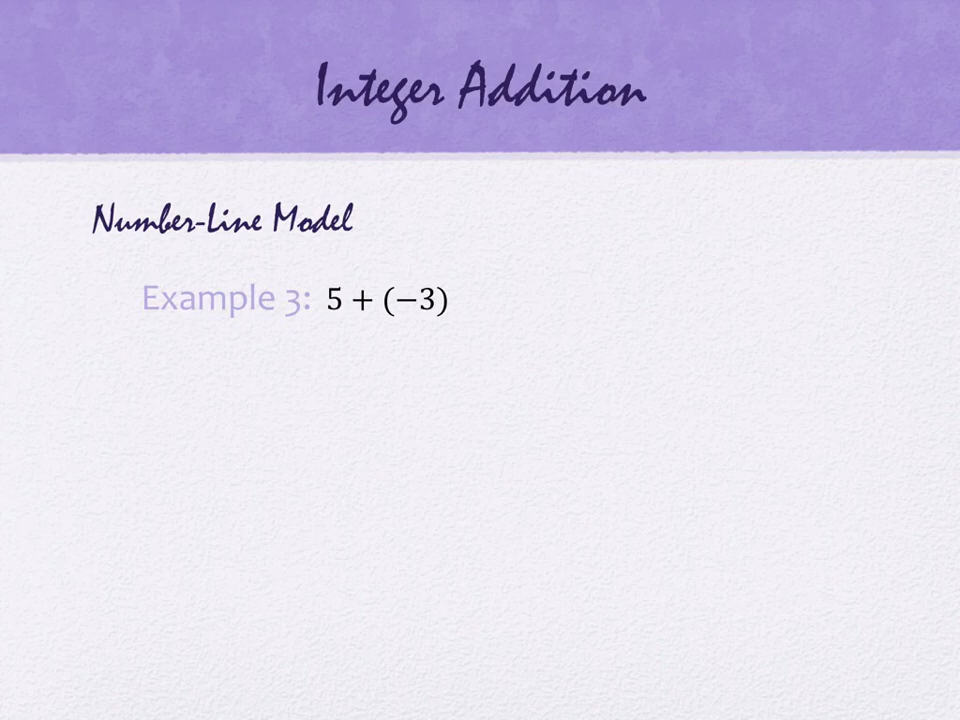 Integer Addition
Number-Line Model
Example 3: 5 + (−3)